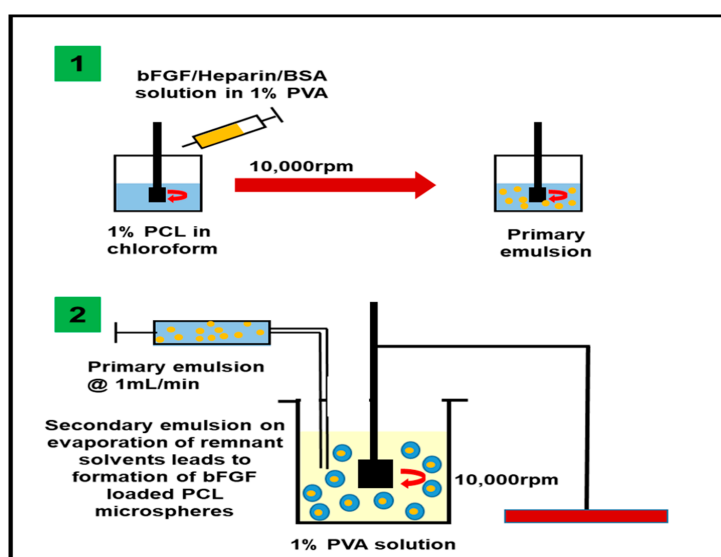 1
bFGF/Heparin/BSA
solution in 1% PVA
10,000rpm
1% PCL in
chloroform
Primary
emulsion
2
Primary emulsion
@ 1mL/min
Secondary emulsion on
evaporation of remnant
solvents leads to
formation of bFGF
loaded PCL
microspheres
10,000rpm
1% PVA solution